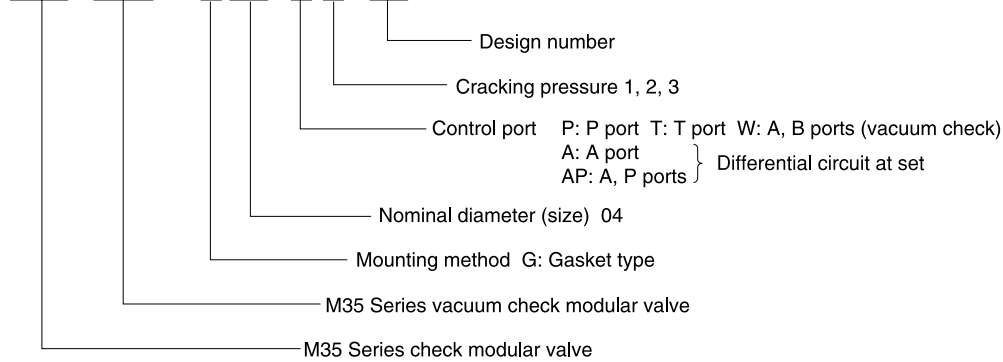 Design number
Cracking pressure 1, 2, 3
Control port P: P port T: T port W: A, B ports (vacuum check)
A: A port
Differential circuit at set
AP: A, P ports
Nominal diameter (size) 04
Mounting method G: Gasket type
M35 Series vacuum check modular valve
M35 Series check modular valve